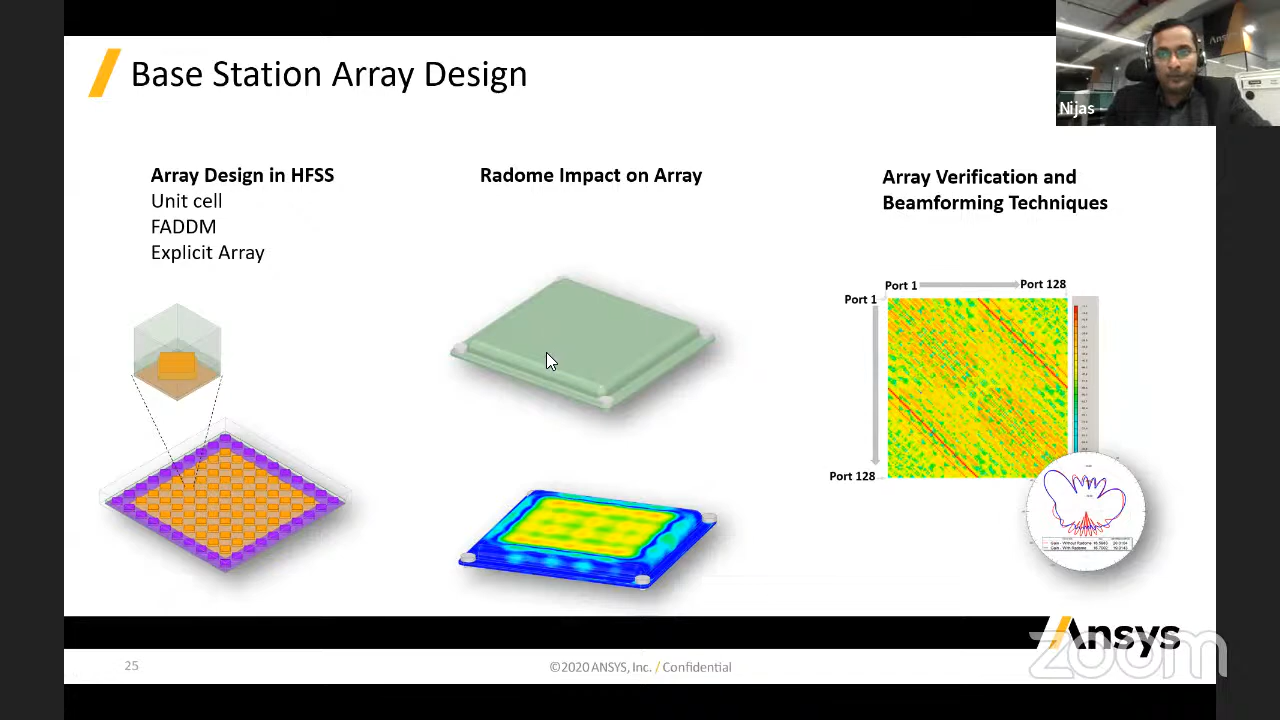 Base Station Array Design
Nijas
Array Design in HFSS
Unit cell
FADDM
Explicit Array
Radome Impact on Array
Array Verification and
Beamforming Techniques
Port 1
Port 128
Port 1
Port 128
25
©2020 ANSYS, Inc. / Confidential
Ansys
zoom